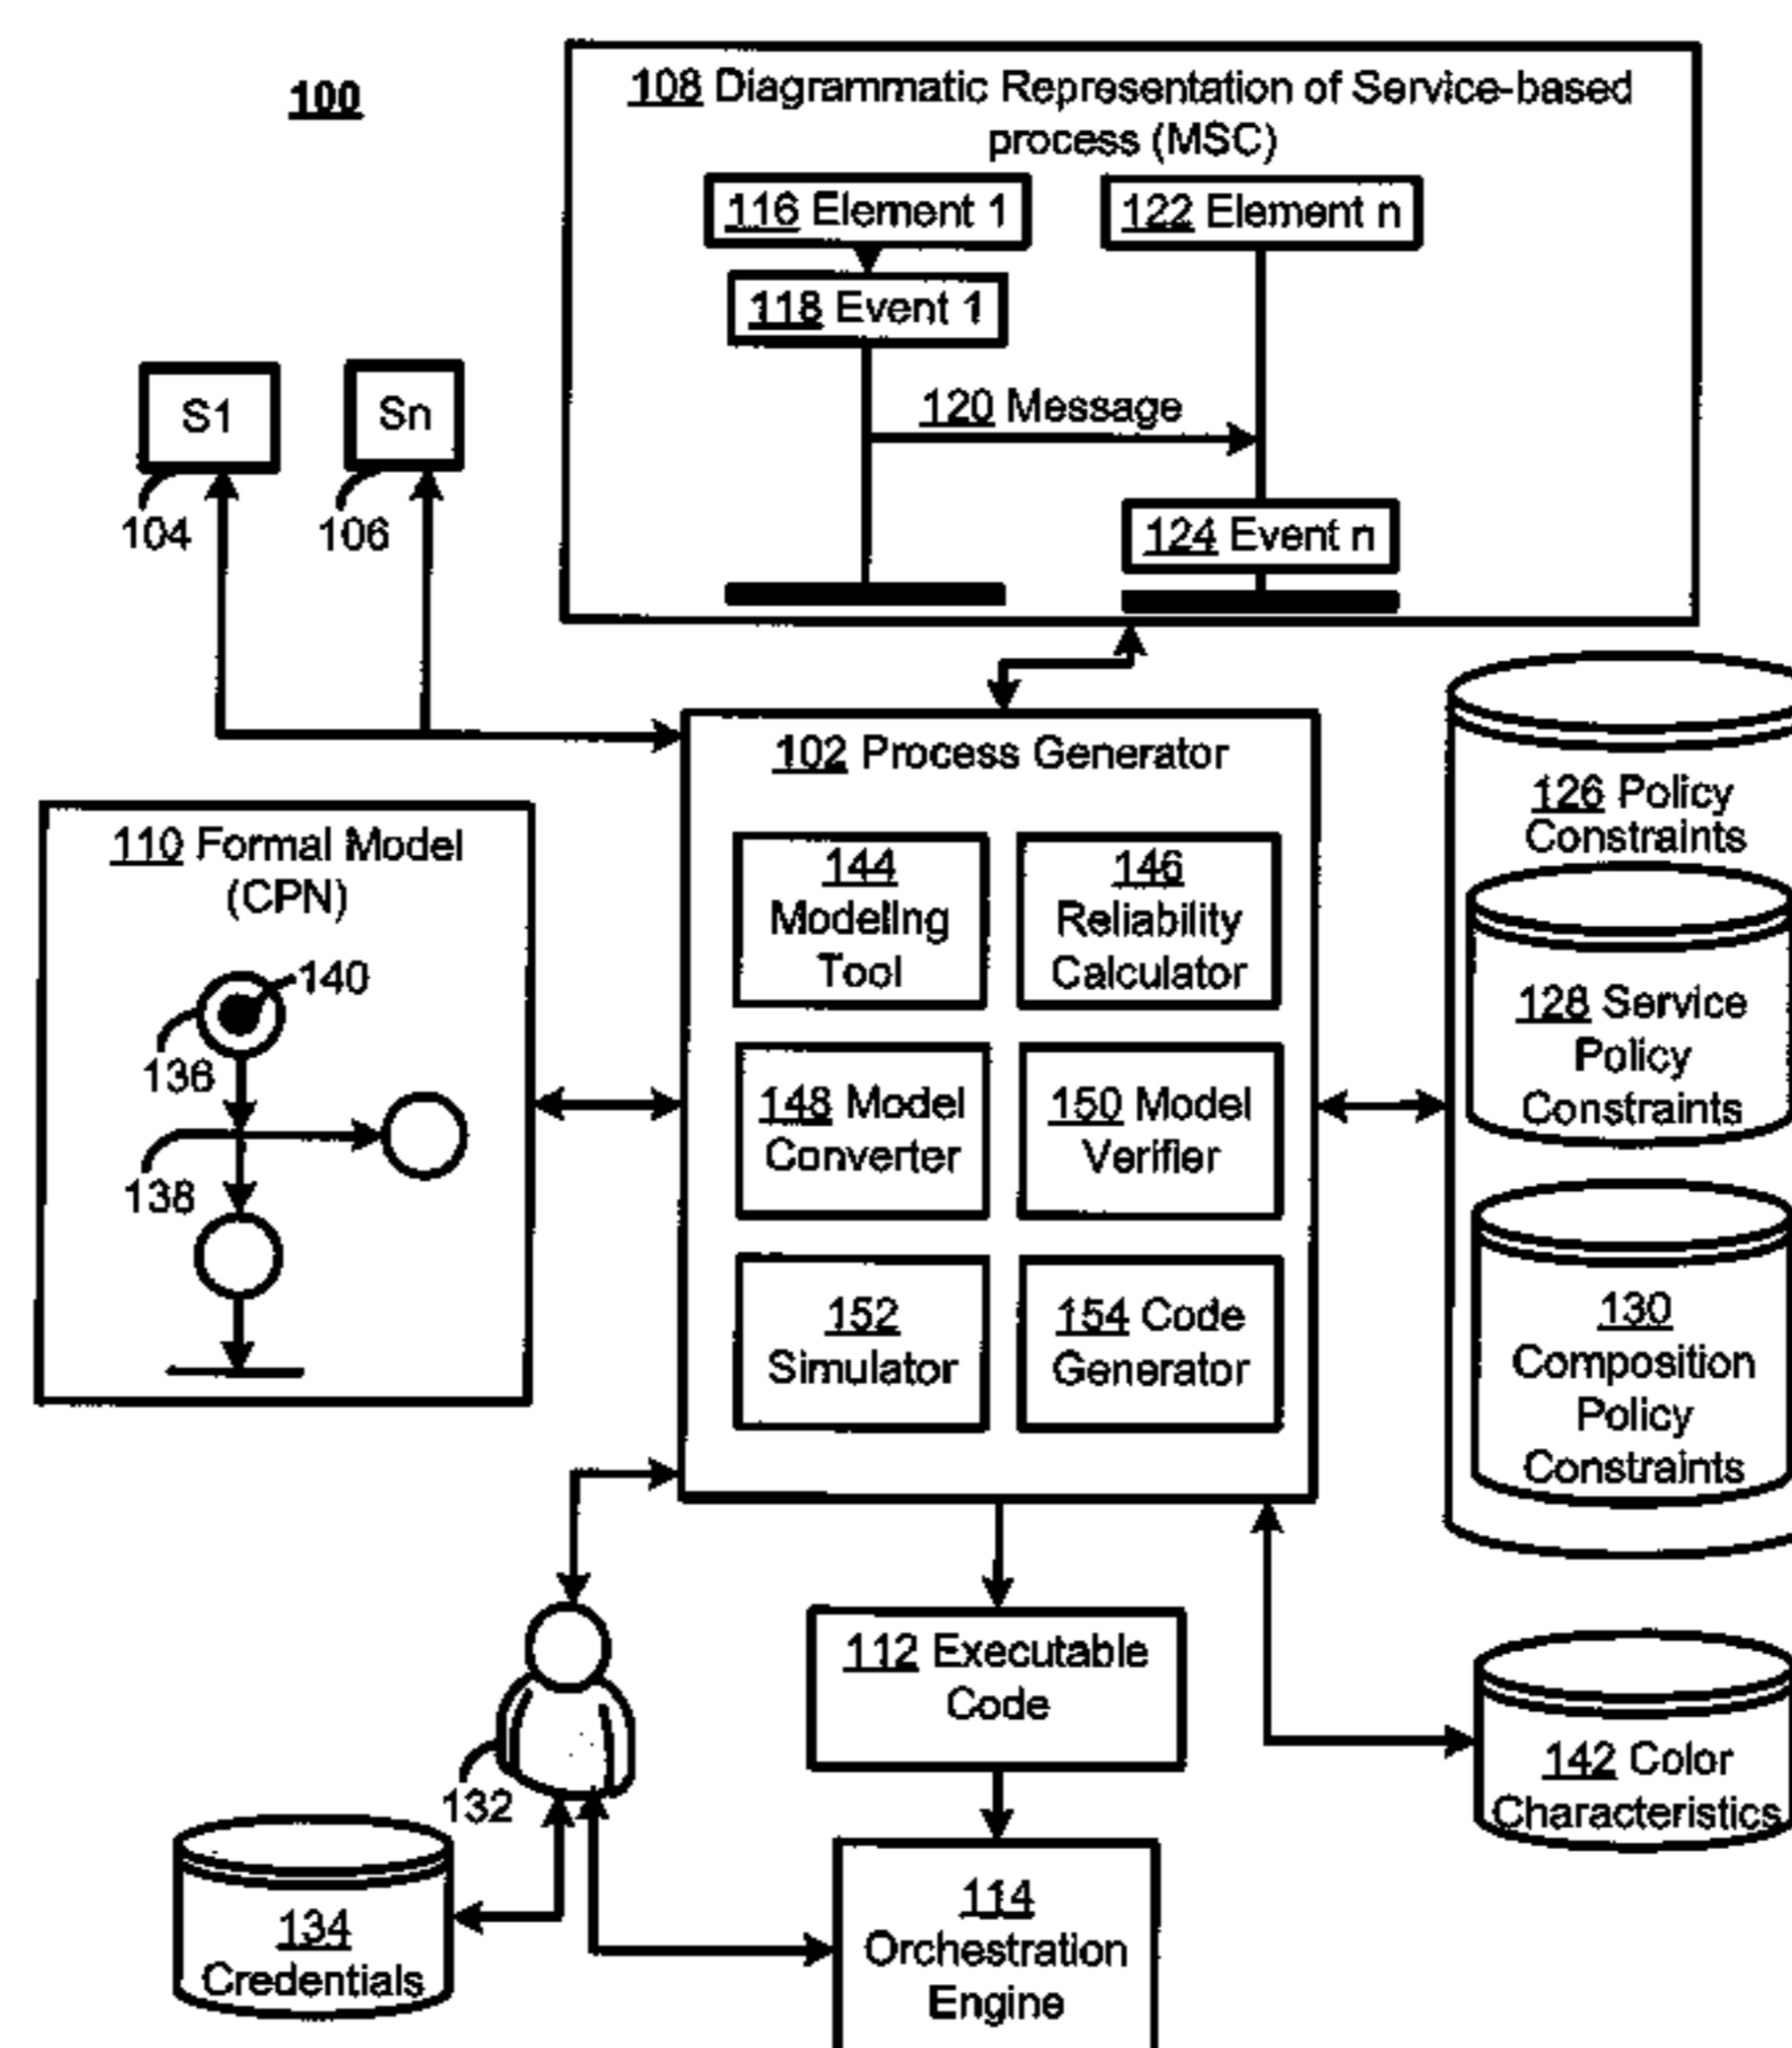 100
108 Diagrammatic Representation of Service-based
process (MSC)
116 Element 1
122 Element n
118 Event 1
120 Message
124 Event n
S1
Sn
104
106
102 Process Generator
144
Modeling
Tool
146
Reliability
Calculator
148 Model
Converter
150 Model
Verifier
152
Simulator
154 Code
Generator
110 Formal Model
(CPN)
140
136
138
126 Policy
Constraints
128 Service
Policy
Constraints
130
Composition
Policy
Constraints
112 Executable
Code
132
142 Color
Characteristics
134
Credentials
114
Orchestration
Engine